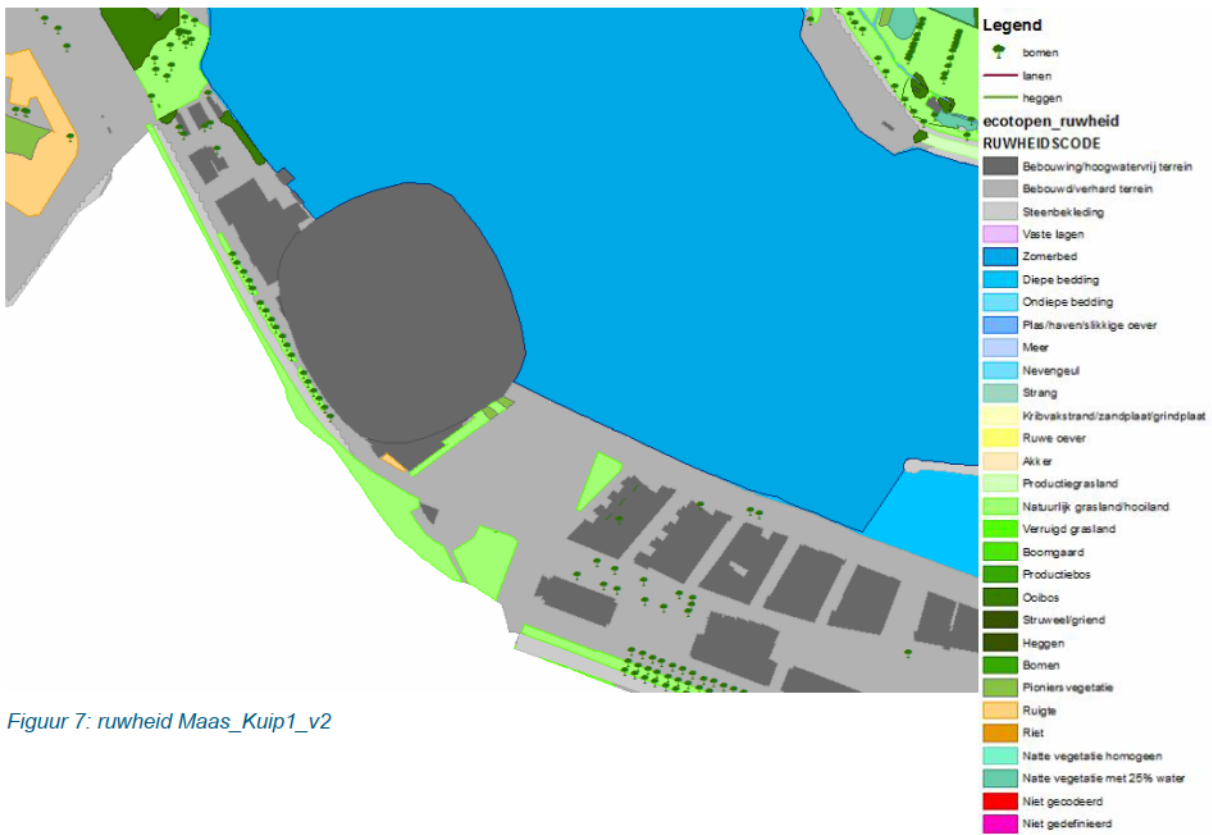 Legend
bomen
lanen
heggen
ecotopen_ruwheid
RUWHEIDSCODE
Bebouwing/hoogwatervrij terrein
Bebouwd/verhard terrein
Steenbekleding
Vaste lagen
Zomerbed
Diepe bedding
Ondiepe bedding
Plas/haven/slikkige oever
Meer
Nevengeul
Strang
Kribvakstrand/zandplaat/grindplaat
Ruwe oever
Akker
Productiegrasland
Natuurlijk grasland/hooiland
Verruigd grasland
Boomgaard
Productiebos
Ooibos
Struweel/griend
Heggen
Bomen
Pioniersvegetatie
Ruigte
Riet
Natte vegetatie homogeen
Natte vegetatie met 25% water
Niet gecodeerd
Niet gedefinieerd
Figuur 7: ruwheid Maas_Kuip1_v2